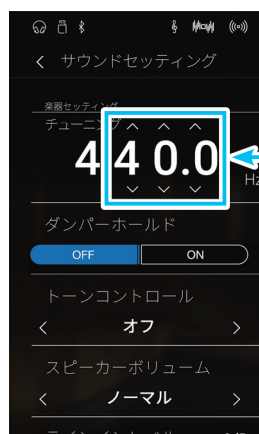 サウンドセッティング
楽器セッティング
チューニング
440.0
Hz
ダンパーホールド
OFF ON
トーンコントロール
オフ
スピーカーボリューム
ノーマル